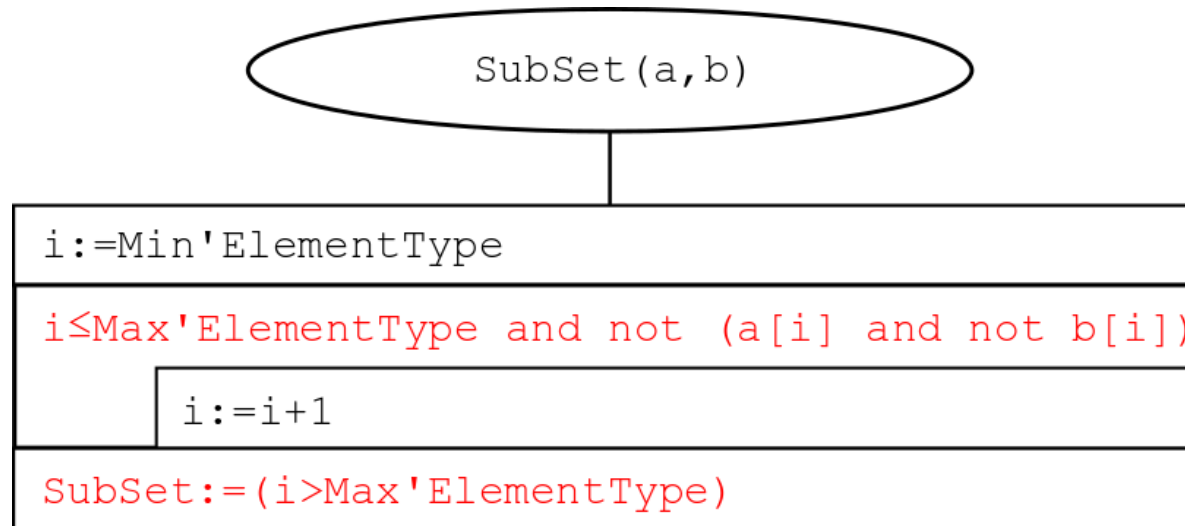 SubSet(a,b)
i:=Min'ElementType
i≤Max'ElementType and not (a[i] and not b[i])
i:=i+1
SubSet:=(i>Max'ElementType)